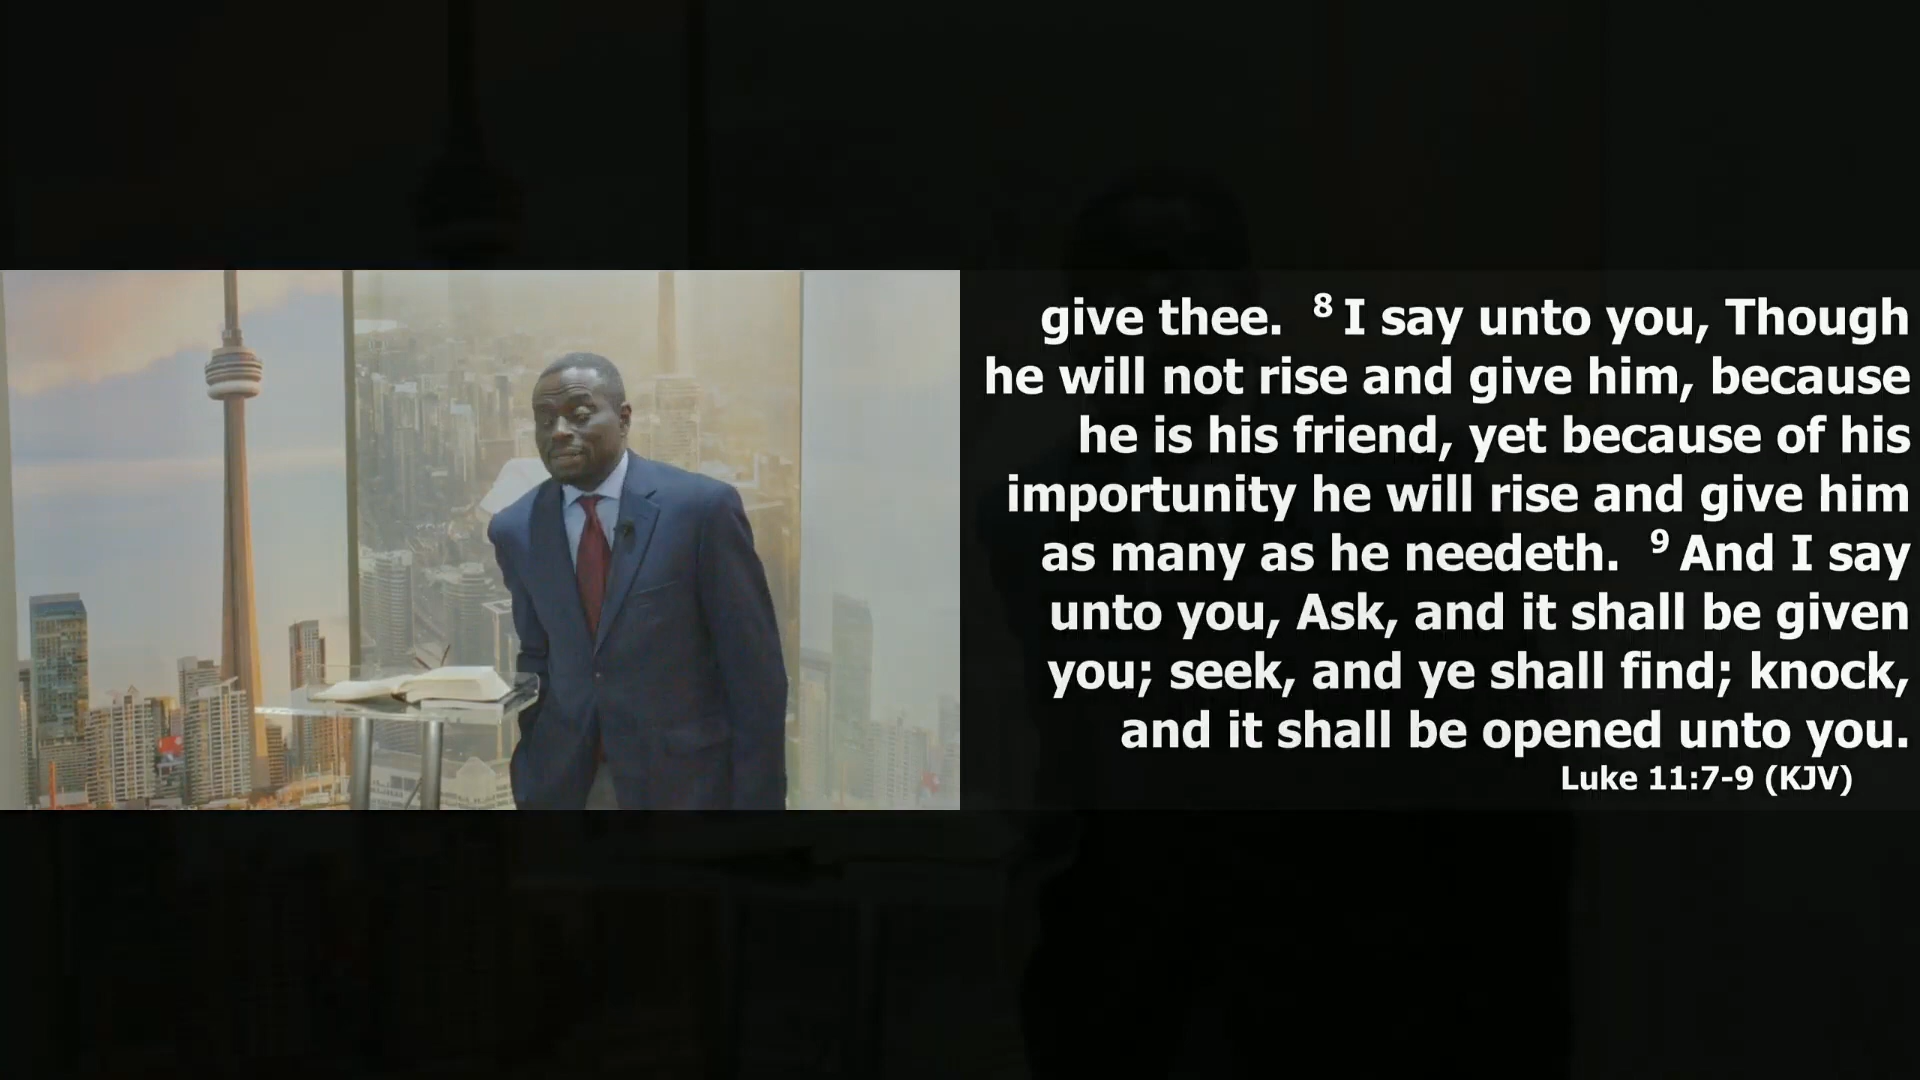 give thee. 8 I say unto you, Though
he will not rise and give him, because
he is his friend, yet because of his
importunity he will rise and give him
as many as he needeth. 9 And I say
unto you, Ask, and it shall be given
you; seek, and ye shall find; knock,
and it shall be opened unto you.
Luke 11:7-9 (KJV)